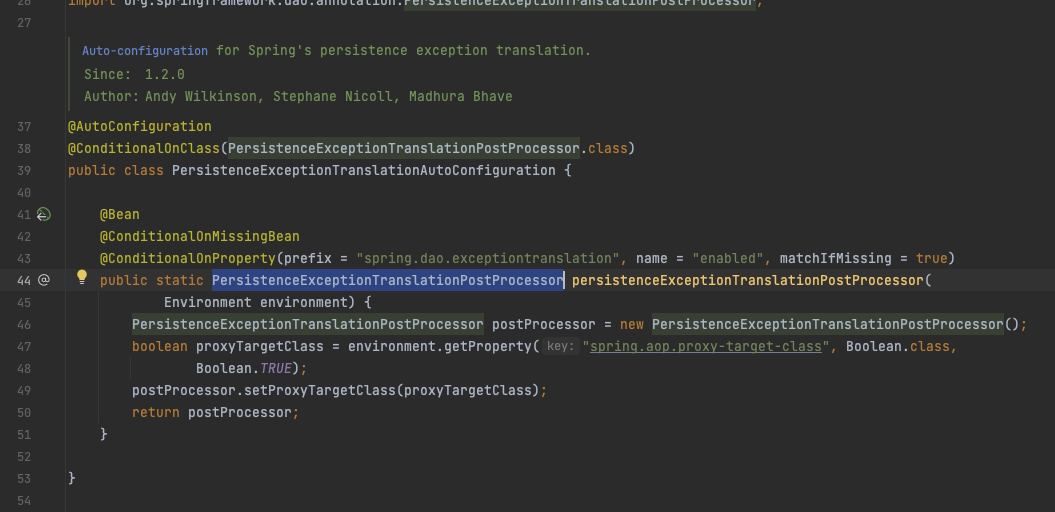 26 import org.springframework.dao.annotation.PersistenceExceptionTranslationPostProcessor;
27
Auto-configuration for Spring's persistence exception translation.
Since: 1.2.0
Author: Andy Wilkinson, Stephane Nicoll, Madhura Bhave
37 @AutoConfiguration
38 @ConditionalOnClass(PersistenceExceptionTranslationPostProcessor.class)
39 public class PersistenceExceptionTranslationAutoConfiguration {
40
41 @Bean
42 @ConditionalOnMissingBean
43 @ConditionalOnProperty(prefix = "spring.dao.exceptiontranslation", name = "enabled", matchIfMissing = true)
44 @ public static PersistenceExceptionTranslationPostProcessor persistenceExceptionTranslationPostProcessor(
45 Environment environment) {
46 PersistenceExceptionTranslationPostProcessor postProcessor = new PersistenceExceptionTranslationPostProcessor();
47 boolean proxyTargetClass = environment.getProperty( key: "spring.aop.proxy-target-class", Boolean.class,
48 Boolean.TRUE);
49 postProcessor.setProxyTargetClass(proxyTargetClass);
50 return postProcessor;
51 }
52
53 }
54